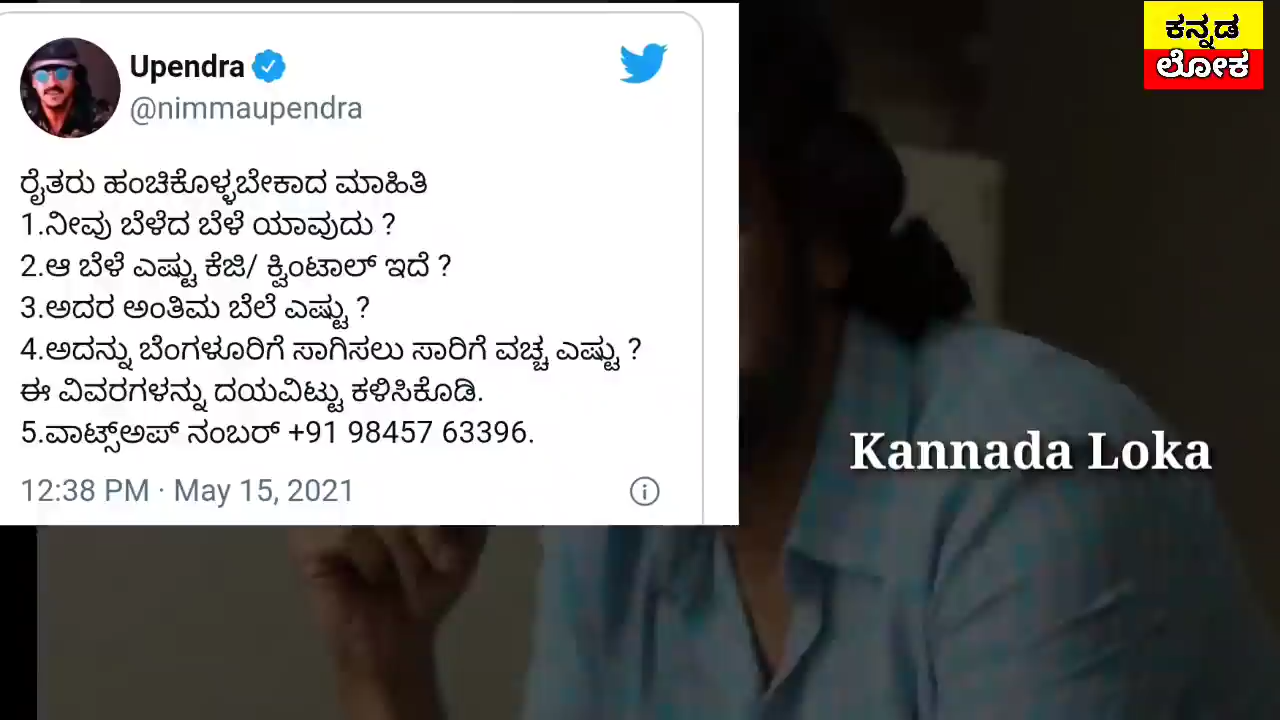 Upendra
@nimmaupendra
ರೈತರು ಹಂಚಿಕೊಳ್ಳಬೇಕಾದ ಮಾಹಿತಿ
1.ನೀವು ಬೆಳೆದ ಬೆಳೆ ಯಾವುದು ?
2.ಆ ಬೆಳೆ ಎಷ್ಟು ಕೆಜಿ/ ಕ್ವಿಂಟಾಲ್ ಇದೆ ?
3.ಅದರ ಅಂತಿಮ ಬೆಲೆ ಎಷ್ಟು ?
4.ಅದನ್ನು ಬೆಂಗಳೂರಿಗೆ ಸಾಗಿಸಲು ಸಾರಿಗೆ ವಚ್ಚ ಎಷ್ಟು ?
ಈ ವಿವರಗಳನ್ನು ದಯವಿಟ್ಟು ಕಳಿಸಿಕೊಡಿ.
5.ವಾಟ್ಸ್‌ಅಪ್ ನಂಬರ್ +91 98457 63396.
12:38 PM · May 15, 2021
ಕನ್ನಡ
ಲೋಕ
Kannada Loka